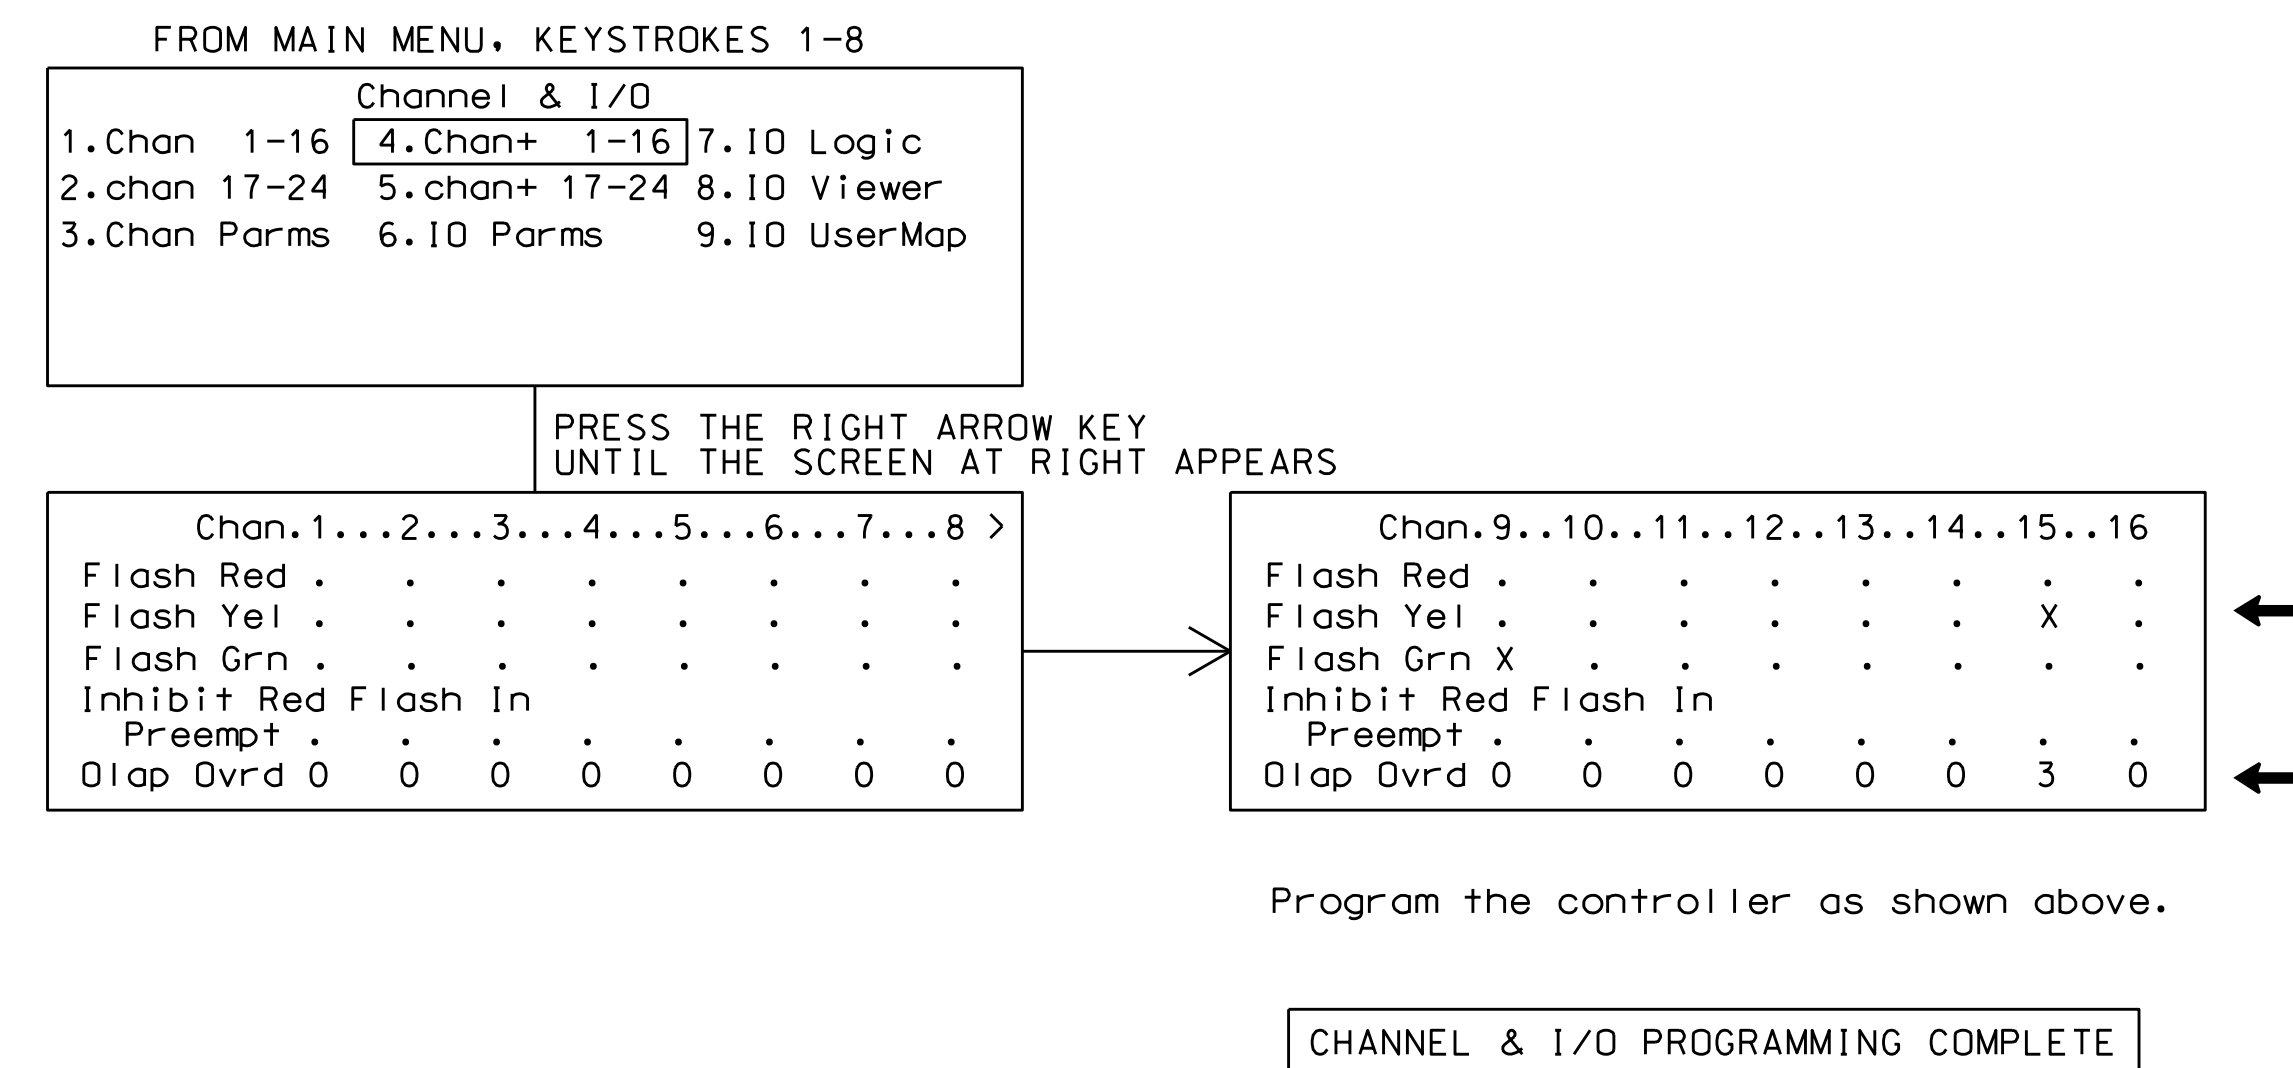 FROM MAIN MENU, KEYSTROKES 1-8
Channel & I/O
1.Chan  1-16  4.Chan+  1-16 7.IO Logic
2.chan 17-24  5.chan+ 17-24 8.IO Viewer
3.Chan Parms  6.IO Parms    9.IO UserMap
PRESS THE RIGHT ARROW KEY
UNTIL THE SCREEN AT RIGHT APPEARS
Chan.1...2...3...4...5...6...7...8 >
Flash Red . . . . . . . .
Flash Yel . . . . . . . .
Flash Grn . . . . . . . .
Inhibit Red Flash In
Preempt . . . . . . . .
Olap Ovrd 0 0 0 0 0 0 0 0
Chan.9..10..11..12..13..14..15..16
Flash Red . . . . . . . .
Flash Yel . . . . . . X .
Flash Grn X . . . . . . .
Inhibit Red Flash In
Preempt . . . . . . . .
Olap Ovrd 0 0 0 0 0 0 3 0
Program the controller as shown above.
CHANNEL & I/O PROGRAMMING COMPLETE